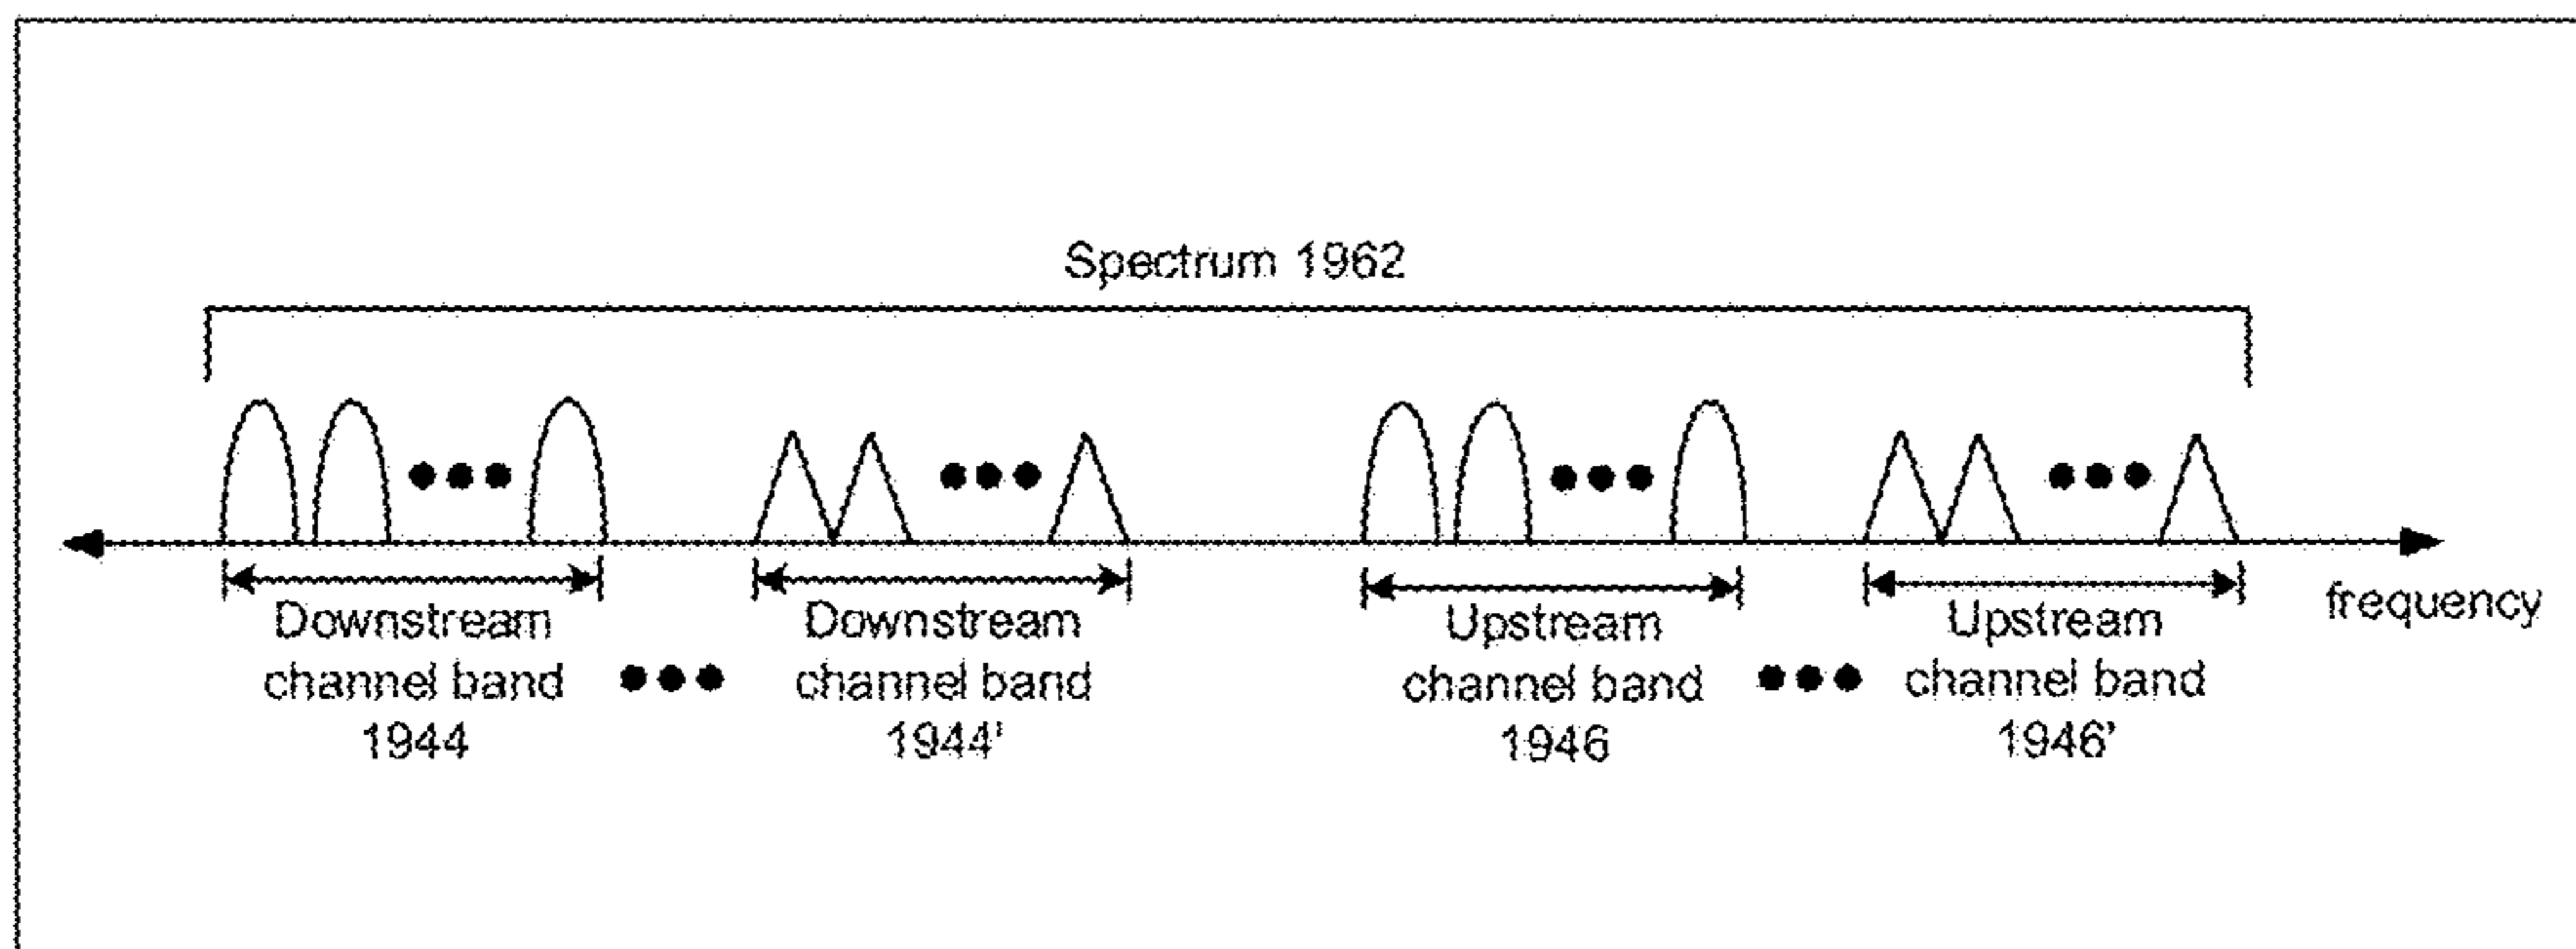 Spectrum 1962
Downstream
channel band
1944
Downstream
channel band
1944'
Upstream
channel band
1946
Upstream
channel band
1946'
frequency